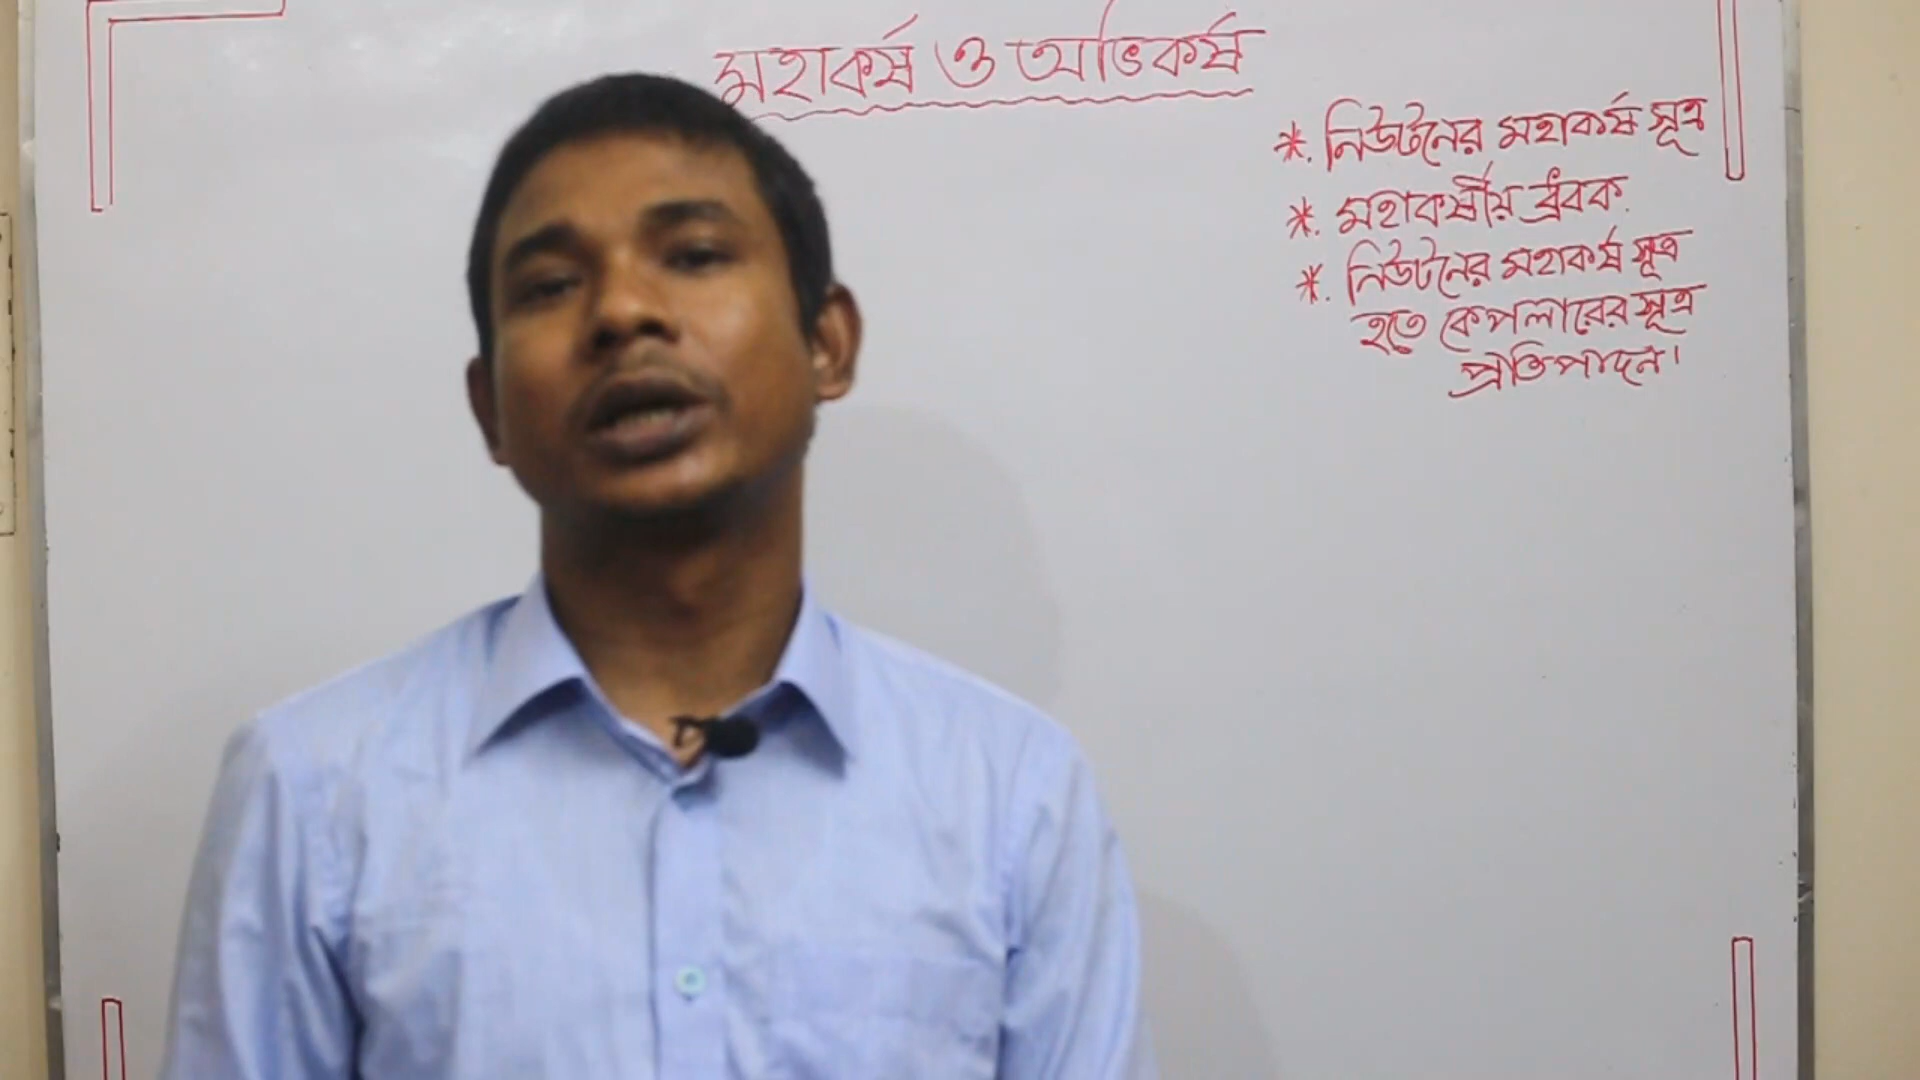 মহাকর্ষ ও অভিকর্ষ
*. নিউটনের মহাকর্ষ সূত্র
*. মহাকর্ষীয় ধ্রুবক.
*. নিউটনের মহাকর্ষ সূত্র
হতে কেপলারের সূত্র
প্রতিপাদন।